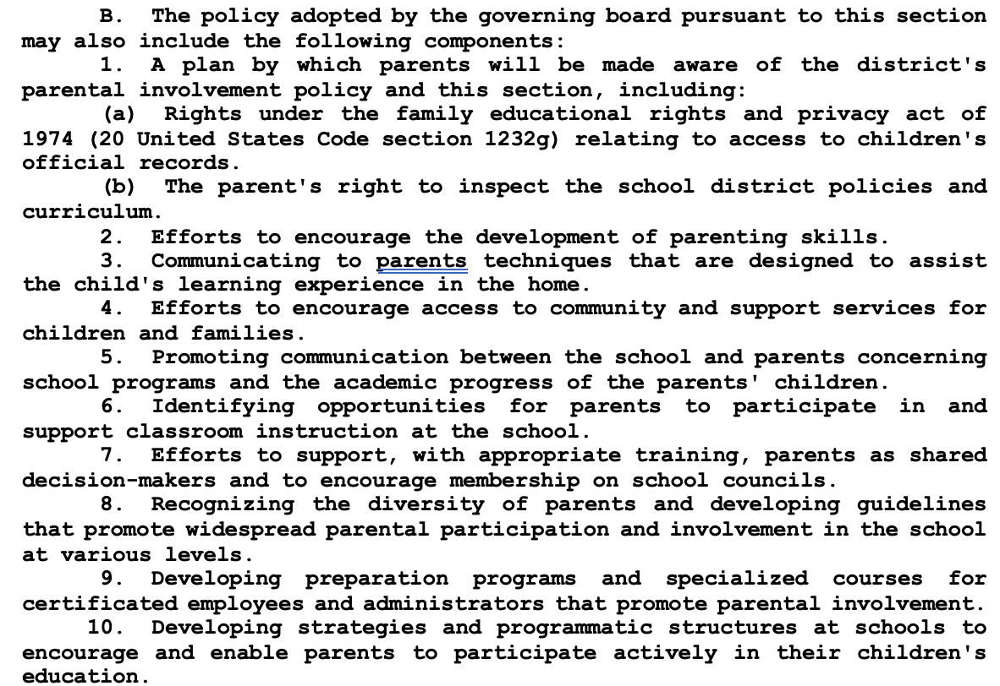 B. The policy adopted by the governing board pursuant to this section
may also include the following components:
1. A plan by which parents will be made aware of the district's
parental involvement policy and this section, including:
(a) Rights under the family educational rights and privacy act of
1974 (20 United States Code section 1232g) relating to access to children's
official records.
(b) The parent's right to inspect the school district policies and
curriculum.
2. Efforts to encourage the development of parenting skills.
3. Communicating to parents techniques that are designed to assist
the child's learning experience in the home.
4. Efforts to encourage access to community and support services for
children and families.
5. Promoting communication between the school and parents concerning
school programs and the academic progress of the parents' children.
6. Identifying opportunities for parents to participate in and
support classroom instruction at the school.
7. Efforts to support, with appropriate training, parents as shared
decision-makers and to encourage membership on school councils.
8. Recognizing the diversity of parents and developing guidelines
that promote widespread parental participation and involvement in the school
at various levels.
9. Developing preparation programs and specialized courses for
certificated employees and administrators that promote parental involvement.
10. Developing strategies and programmatic structures at schools to
encourage and enable parents to participate actively in their children's
education.